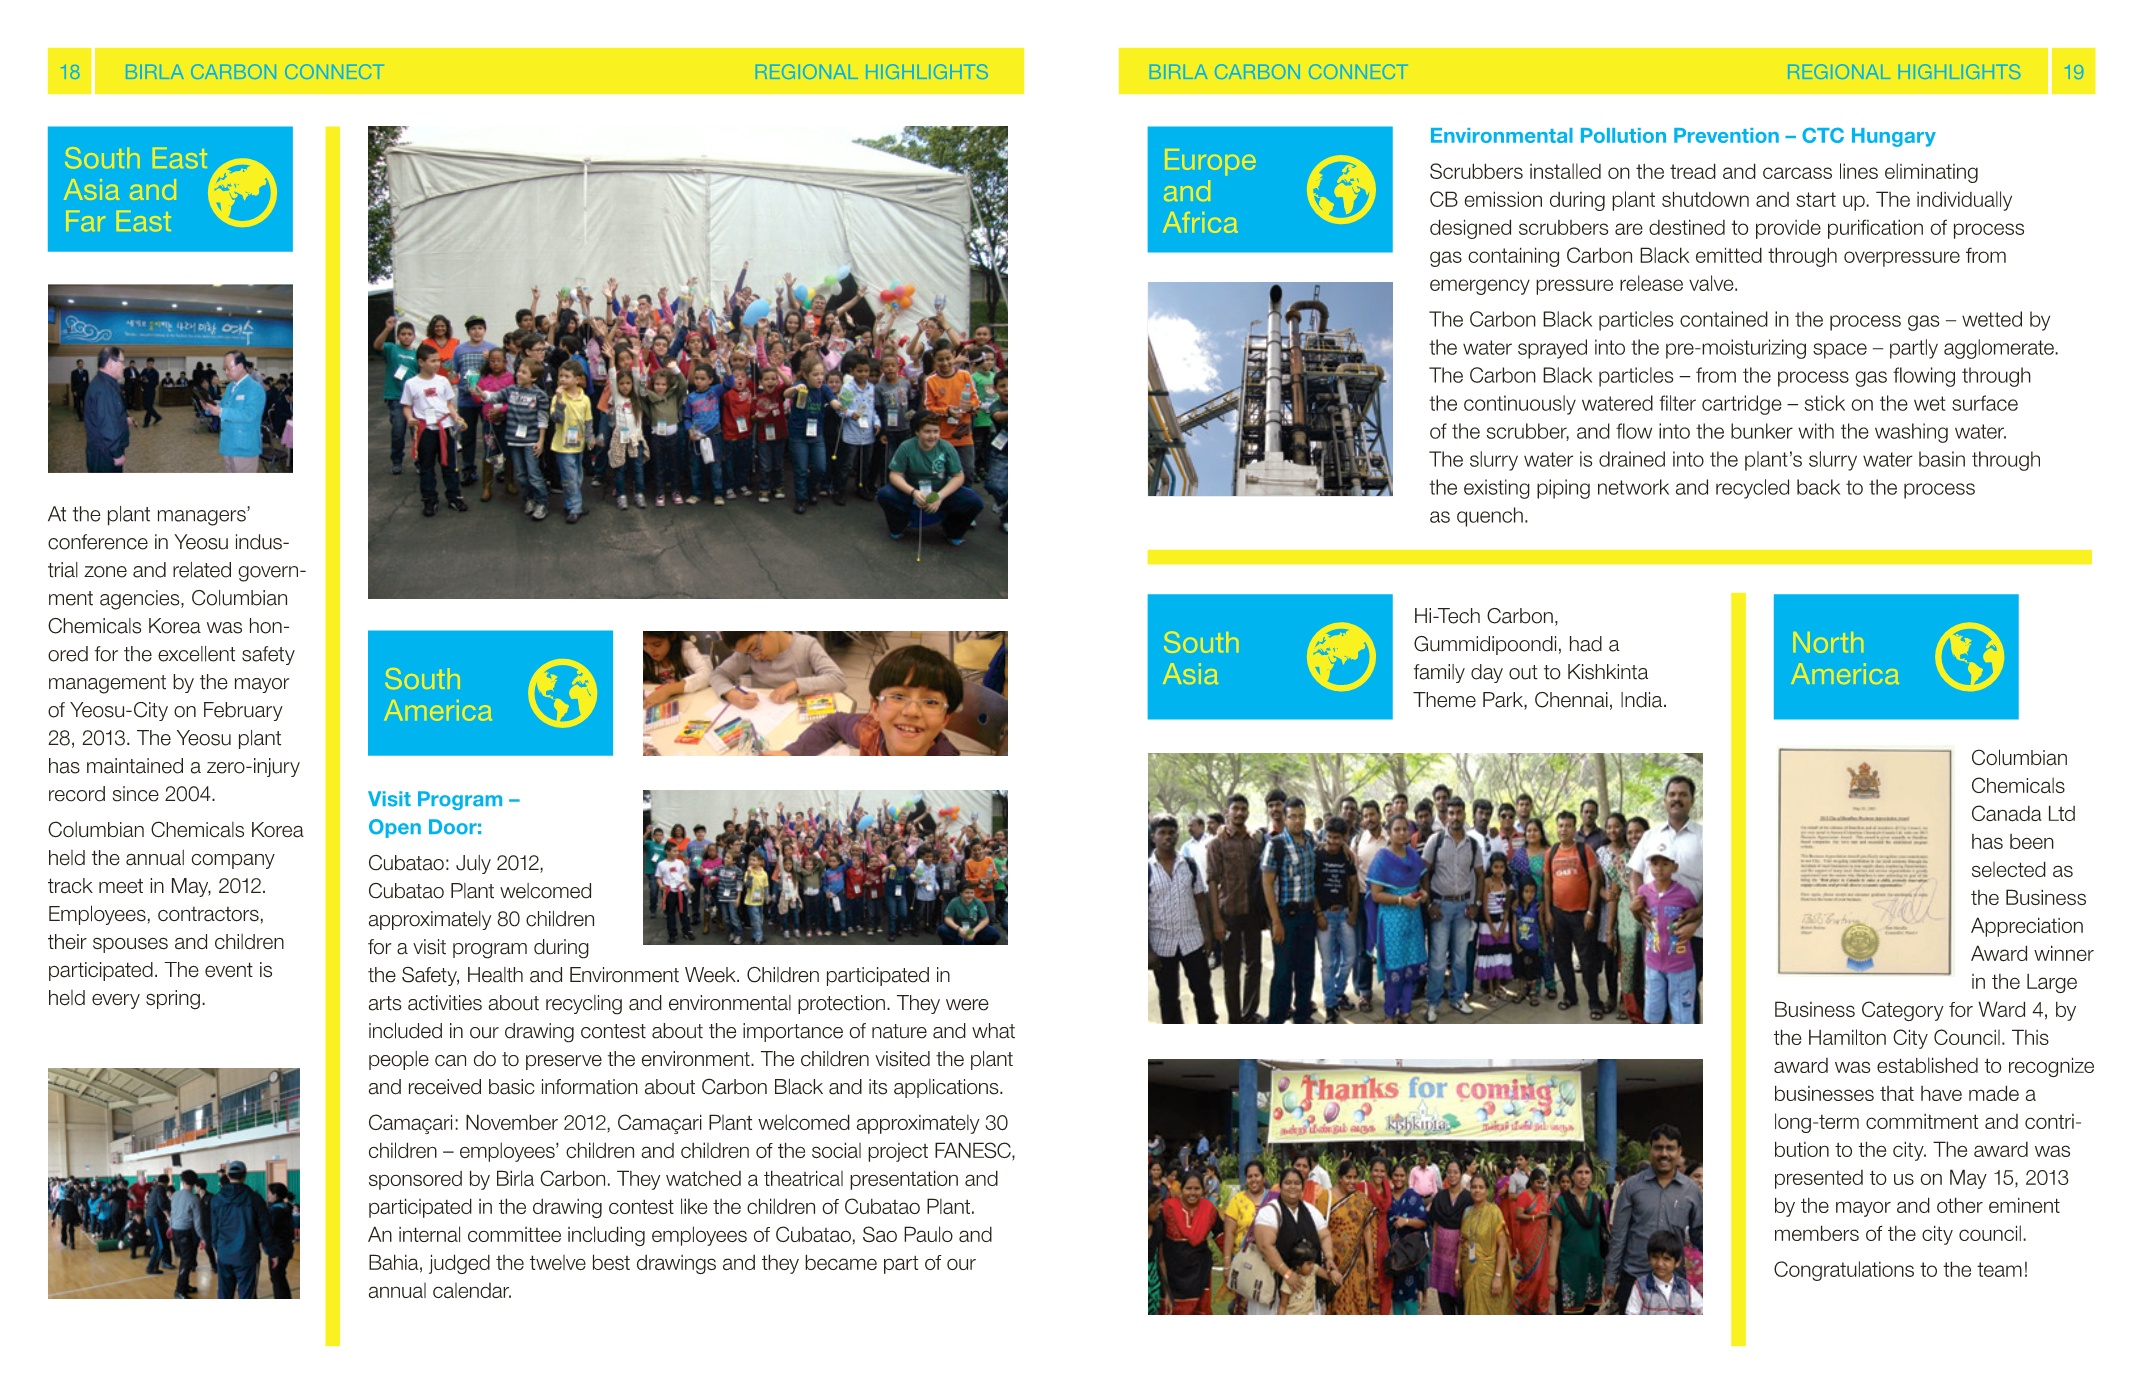 18
BIRLA CARBON CONNECT
REGIONAL HIGHLIGHTS
South East
Asia and
Far East
여수
At the plant managers’
conference in Yeosu indus-
trial zone and related govern-
ment agencies, Columbian
Chemicals Korea was hon-
ored for the excellent safety
management by the mayor
of Yeosu-City on February
28, 2013. The Yeosu plant
has maintained a zero-injury
record since 2004.
Columbian Chemicals Korea
held the annual company
track meet in May, 2012.
Employees, contractors,
their spouses and children
participated. The event is
held every spring.
South
America
Visit Program –
Open Door:
Cubatao: July 2012,
Cubatao Plant welcomed
approximately 80 children
for a visit program during
the Safety, Health and Environment Week. Children participated in
arts activities about recycling and environmental protection. They were
included in our drawing contest about the importance of nature and what
people can do to preserve the environment. The children visited the plant
and received basic information about Carbon Black and its applications.
Camaçari: November 2012, Camaçari Plant welcomed approximately 30
children – employees’ children and children of the social project FANESC,
sponsored by Birla Carbon. They watched a theatrical presentation and
participated in the drawing contest like the children of Cubatao Plant.
An internal committee including employees of Cubatao, Sao Paulo and
Bahia, judged the twelve best drawings and they became part of our
annual calendar.
BIRLA CARBON CONNECT
REGIONAL HIGHLIGHTS
19
Europe
and
Africa
Environmental Pollution Prevention – CTC Hungary
Scrubbers installed on the tread and carcass lines eliminating
CB emission during plant shutdown and start up. The individually
designed scrubbers are destined to provide purification of process
gas containing Carbon Black emitted through overpressure from
emergency pressure release valve.
The Carbon Black particles contained in the process gas – wetted by
the water sprayed into the pre-moisturizing space – partly agglomerate.
The Carbon Black particles – from the process gas flowing through
the continuously watered filter cartridge – stick on the wet surface
of the scrubber, and flow into the bunker with the washing water.
The slurry water is drained into the plant’s slurry water basin through
the existing piping network and recycled back to the process
as quench.
South
Asia
Hi-Tech Carbon,
Gummidipoondi, had a
family day out to Kishkinta
Theme Park, Chennai, India.
Thanks for coming
kishkinta
நன்றி மீண்டும் வருக
நன்றி மீண்டும் வருக
North
America
Columbian
Chemicals
Canada Ltd
has been
selected as
the Business
Appreciation
Award winner
in the Large
Business Category for Ward 4, by
the Hamilton City Council. This
award was established to recognize
businesses that have made a
long-term commitment and contri-
bution to the city. The award was
presented to us on May 15, 2013
by the mayor and other eminent
members of the city council.
Congratulations to the team!